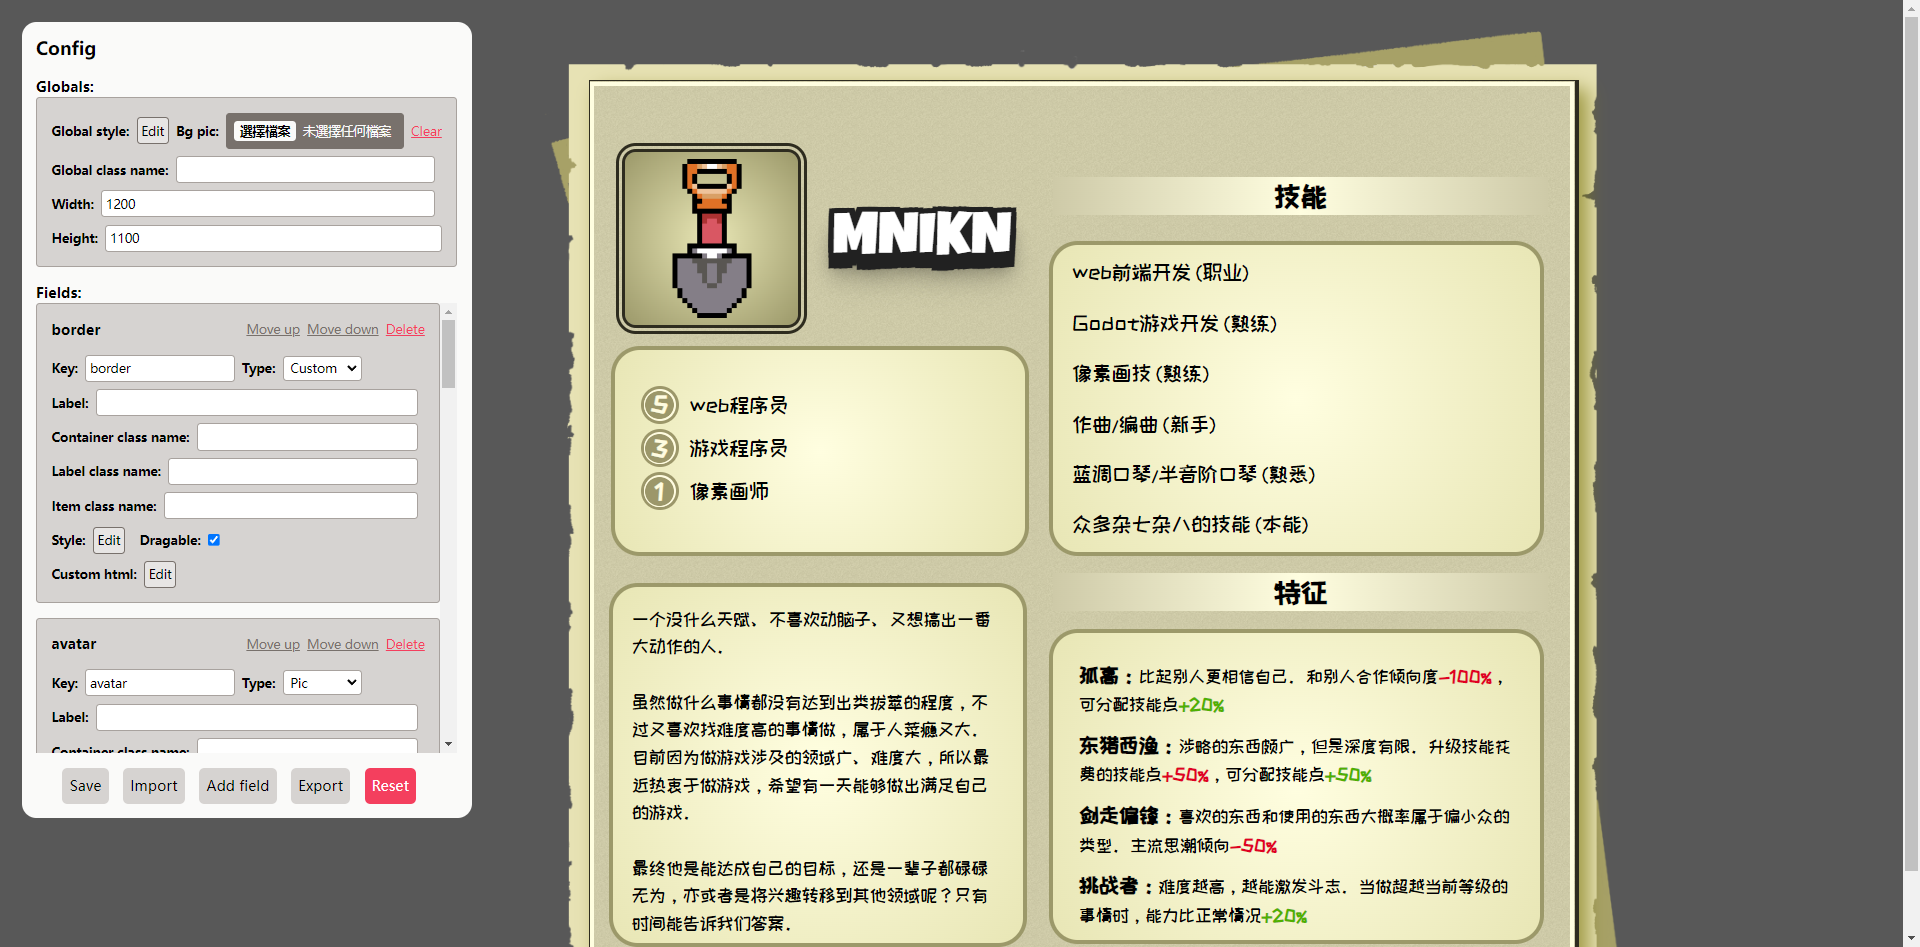 Config
Globals:
Global style: Edit Bg pic: 選擇檔案 未選擇任何檔案 Clear
Global class name:
Width: 1200
Height: 1100
Fields:
border Move up Move down Delete
Key: border Type: Custom
Label:
Container class name:
Label class name:
Item class name:
Style: Edit Dragable:
Custom html: Edit
avatar Move up Move down Delete
Key: avatar Type: Pic
Label:
Container class name:
Save Import Add field Export Reset
MNIKN
5 web程序员
3 游戏程序员
1 像素画师
一个没什么天赋、不喜欢动脑子、又想搞出一番
大动作的人.
虽然做什么事情都没有达到出类拔萃的程度，不
过又喜欢找难度高的事情做，属于人菜瘾又大.
目前因为做游戏涉及的领域广、难度大，所以最
近热衷于做游戏，希望有一天能够做出满足自己
的游戏.
最终他是能达成自己的目标，还是一辈子都碌碌
无为，亦或者是将兴趣转移到其他领域呢？只有
时间能告诉我们答案.
技能
web前端开发(职业)
Godot游戏开发(熟练)
像素画技(熟练)
作曲/编曲(新手)
蓝调口琴/半音阶口琴(熟悉)
众多杂七杂八的技能(本能)
特征
孤高：比起别人更相信自己. 和别人合作倾向度-100%，
可分配技能点+20%
东猪西渔：涉略的东西颇广，但是深度有限. 升级技能花
费的技能点+50%，可分配技能点+50%
剑走偏锋：喜欢的东西和使用的东西大概率属于偏小众的
类型. 主流思潮倾向-50%
挑战者：难度越高，越能激发斗志. 当做超越当前等级的
事情时，能力比正常情况+20%